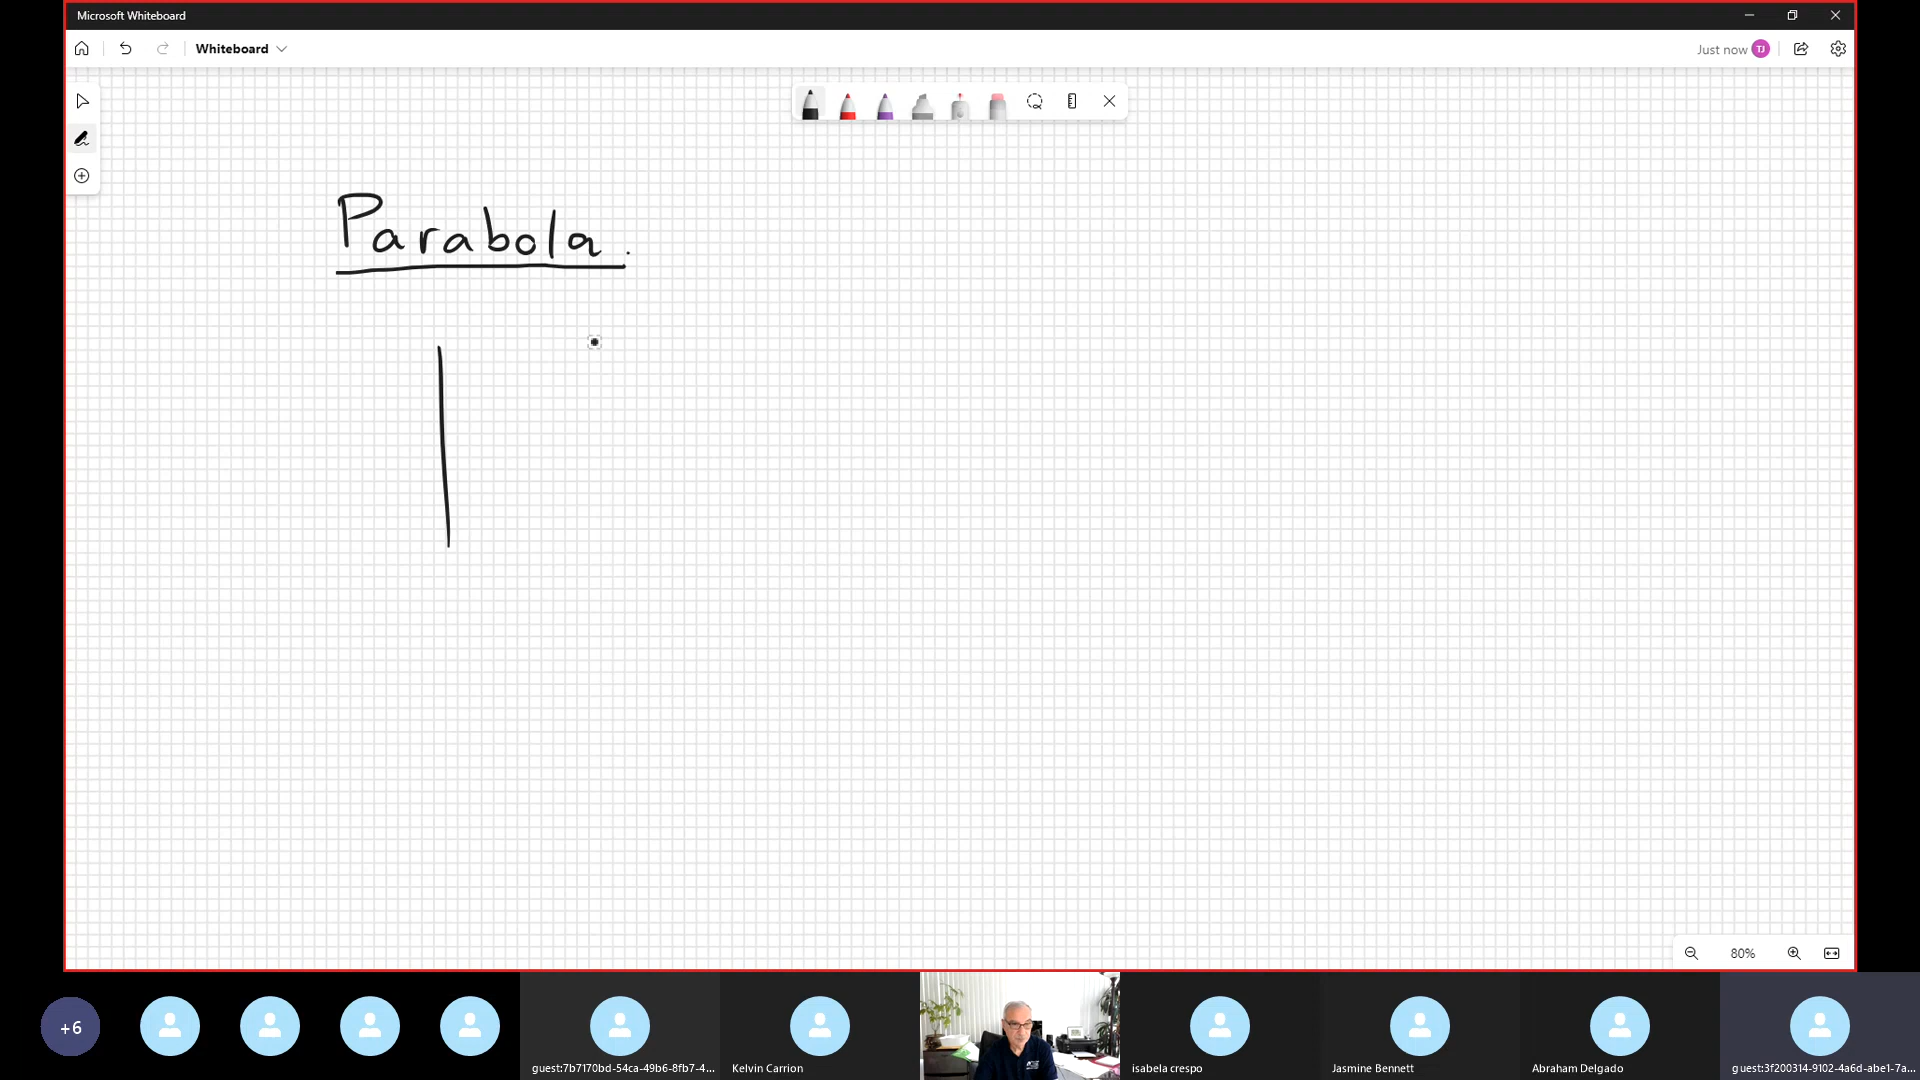 Microsoft Whiteboard
Whiteboard
Just now TJ
Parabola.
80%
+6
guest:7b7170bd-54ca-49b6-8fb7-4...
Kelvin Carrion
isabela crespo
Jasmine Bennett
Abraham Delgado
guest:3f200314-9102-4a6d-abe1-7a...